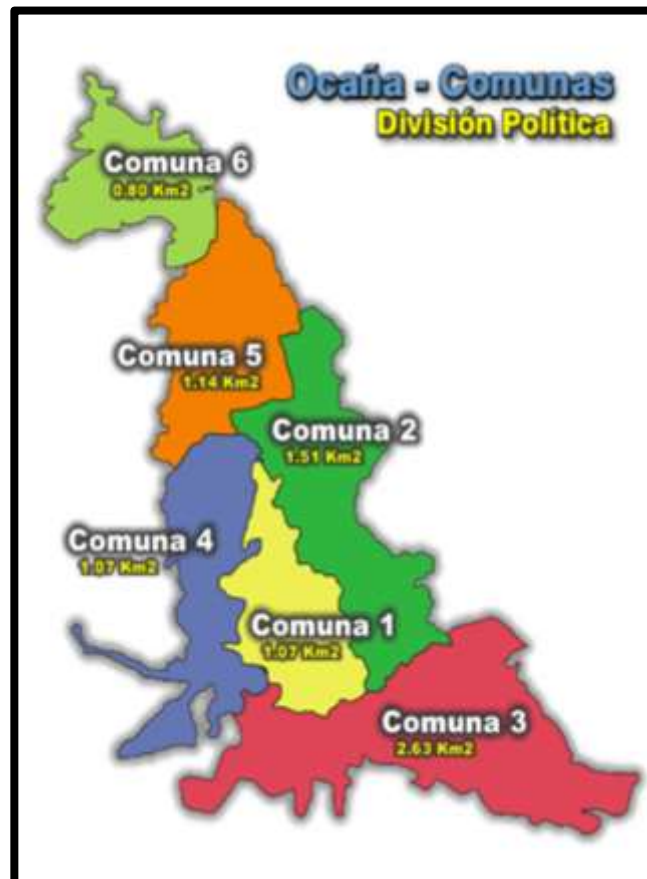 Ocaña - Comunas
División Política
Comuna 6
0.80 Km2
Comuna 5
1.14 Km2
Comuna 2
1.51 Km2
Comuna 4
1.07 Km2
Comuna 1
1.07 Km2
Comuna 3
2.63 Km2